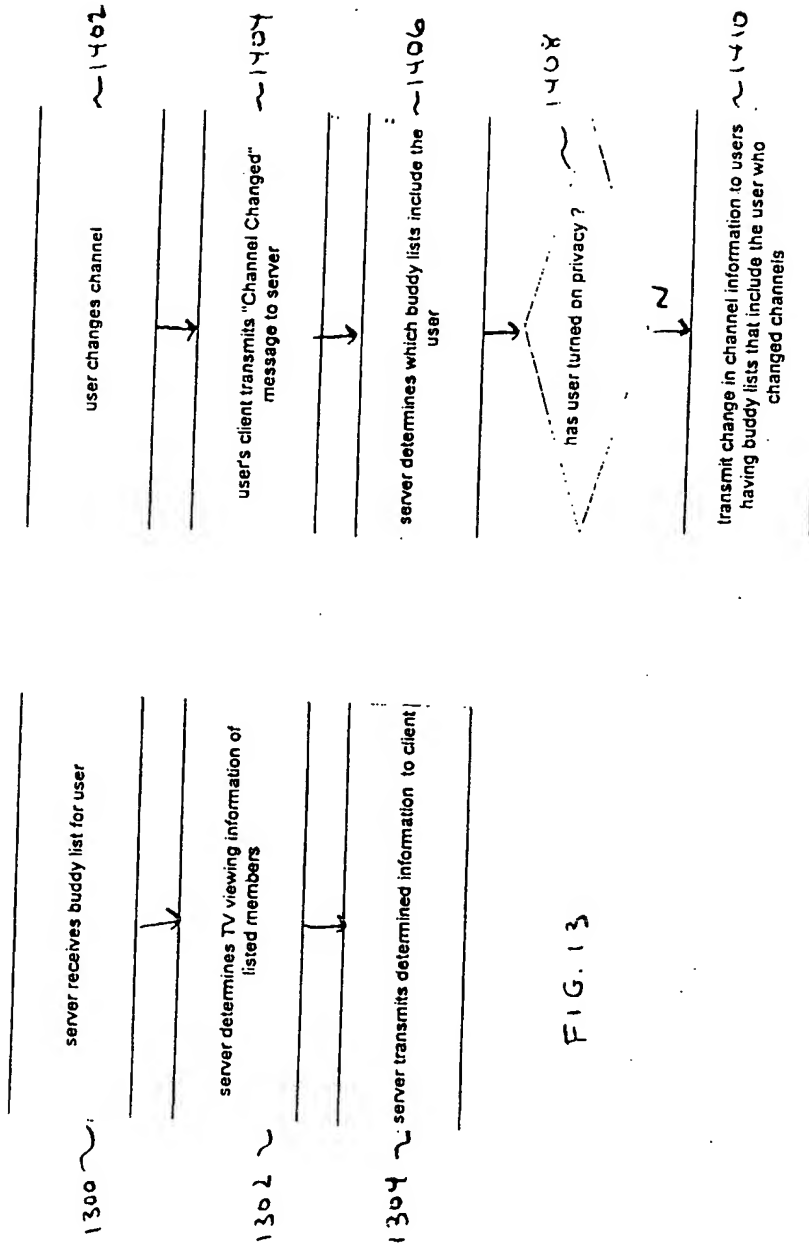 1300
server receives buddy list for user
1302
server determines TV viewing information of
listed members
1304
server transmits determined information to client
FIG. 13
user changes channel
1402
user's client transmits "Channel Changed"
message to server
1404
server determines which buddy lists include the
user
1406
has user turned on privacy ?
1408
N
transmit change in channel information to users
having buddy lists that include the user who
changed channels
1410